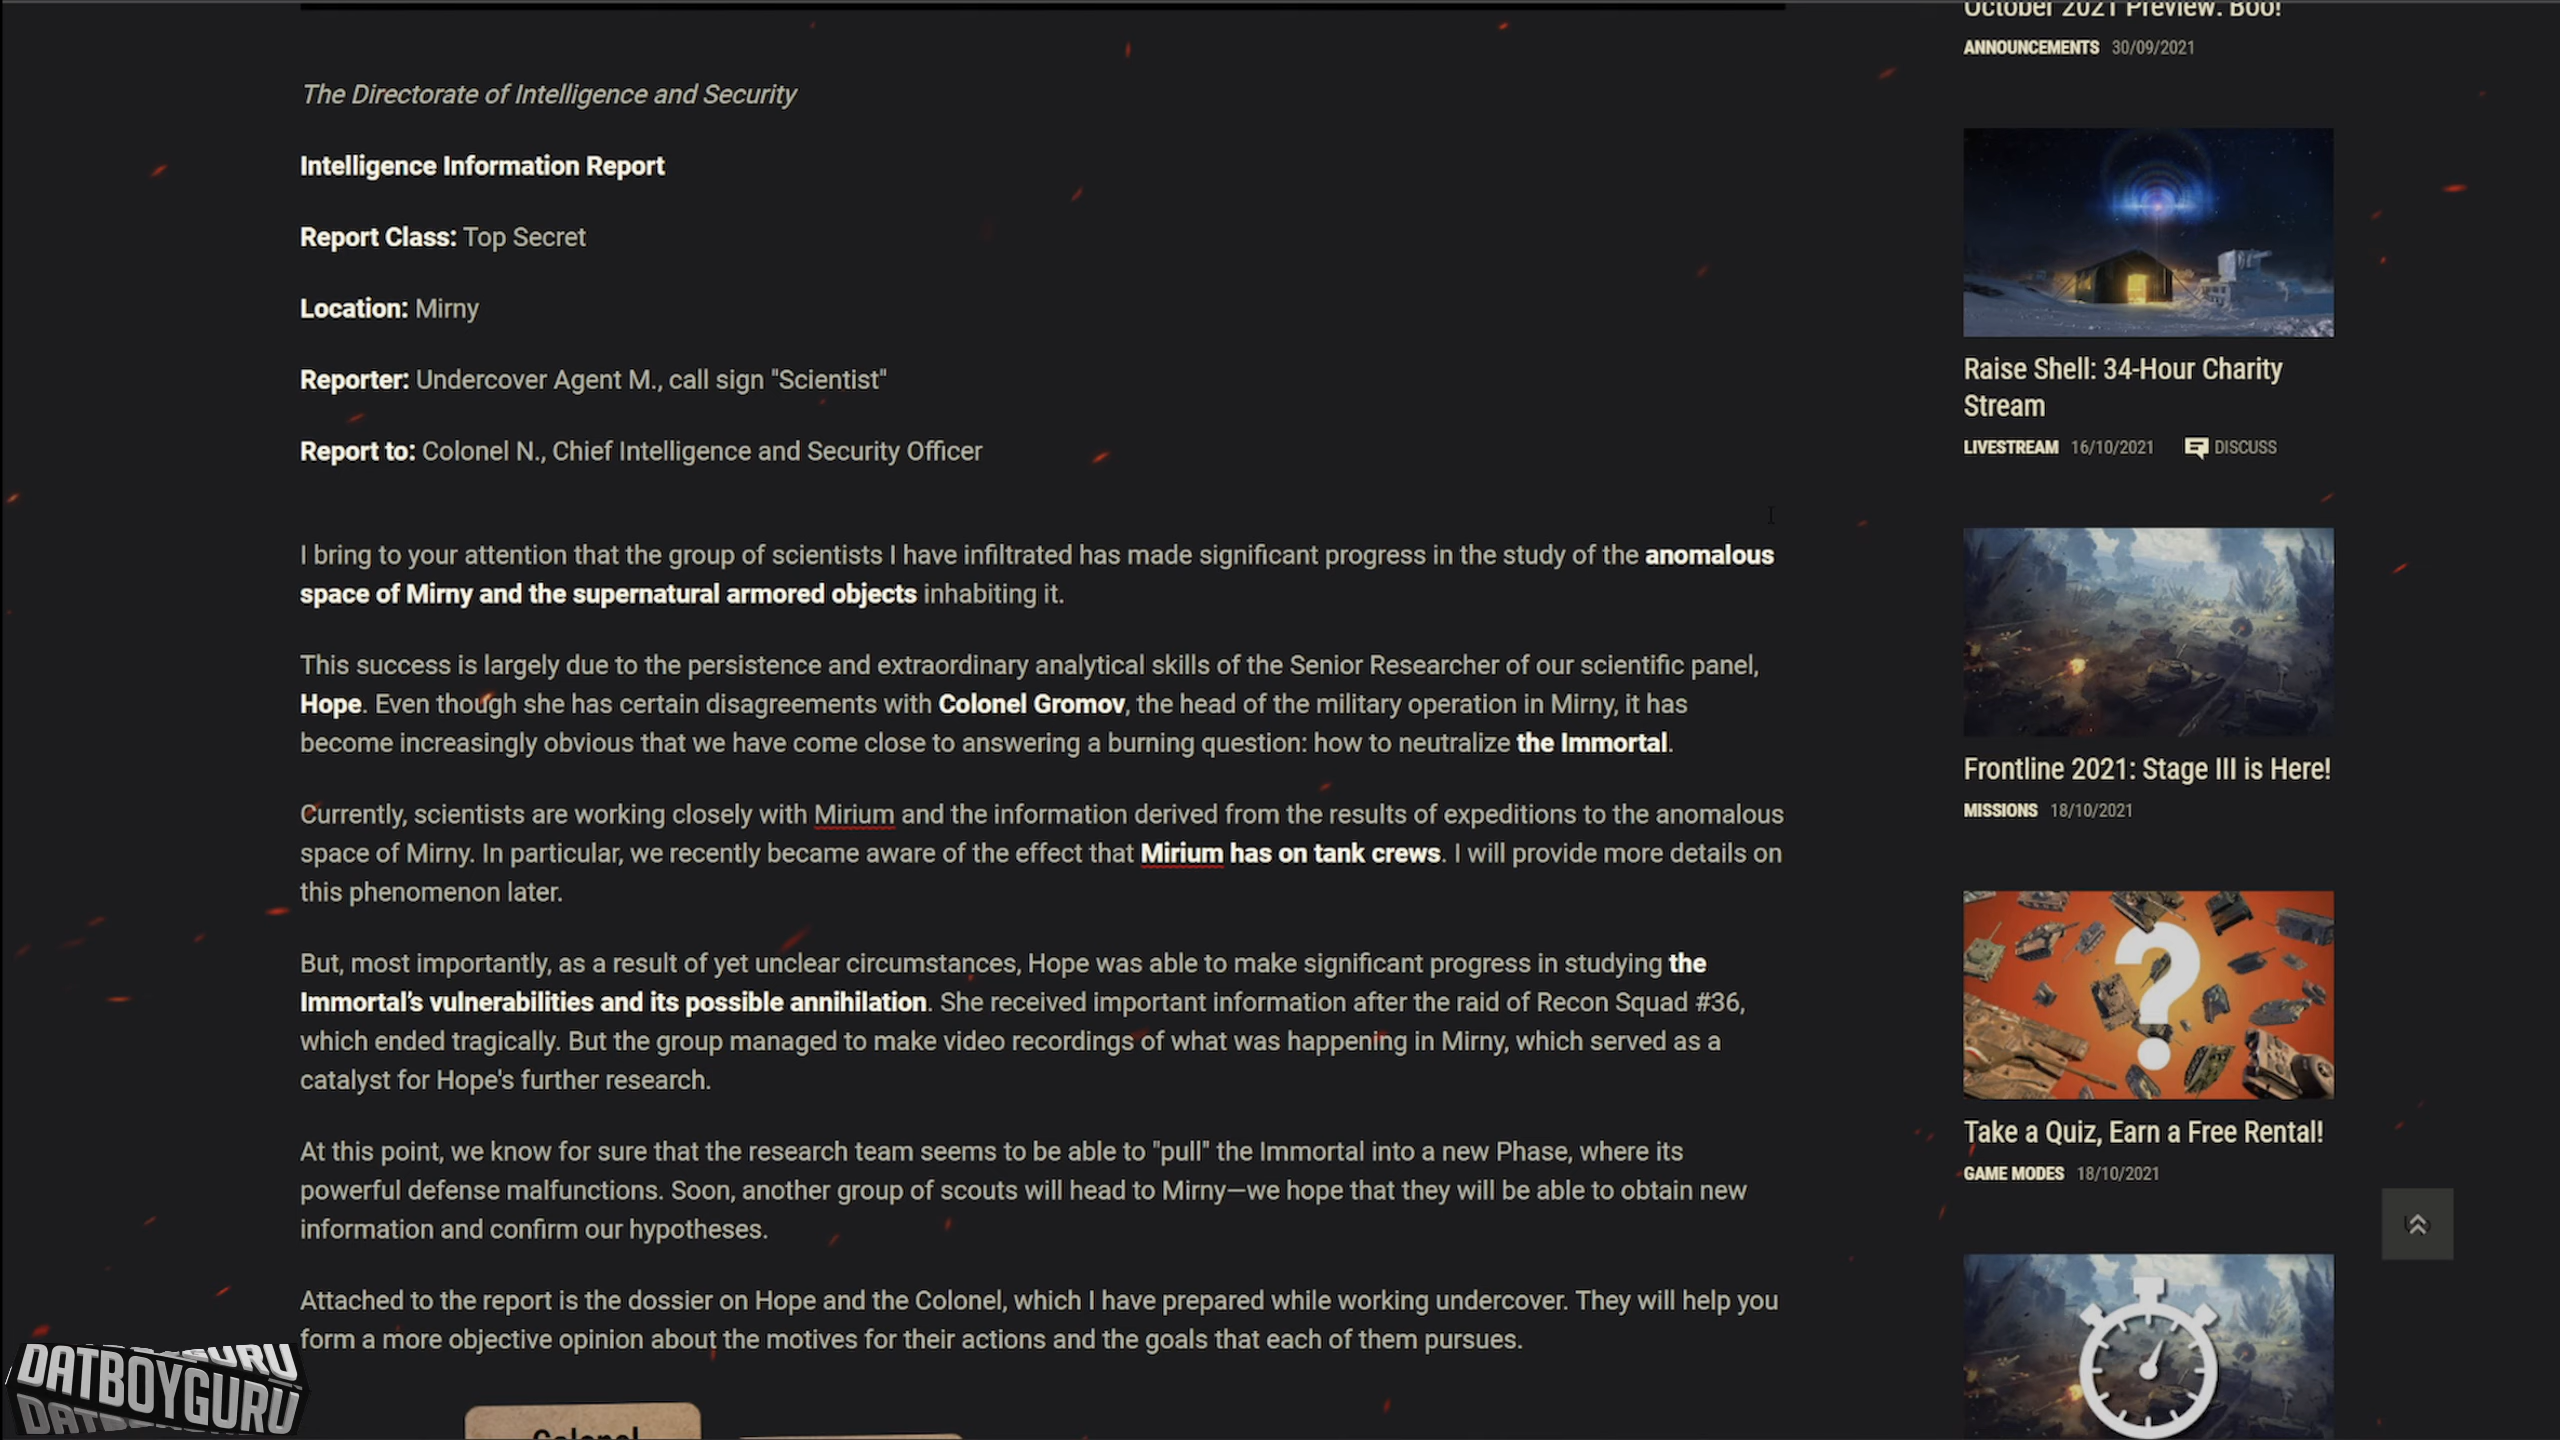 The Directorate of Intelligence and Security
Intelligence Information Report
Report Class: Top Secret
Location: Mirny
Reporter: Undercover Agent M., call sign "Scientist"
Report to: Colonel N., Chief Intelligence and Security Officer
I bring to your attention that the group of scientists I have infiltrated has made significant progress in the study of the anomalous
space of Mirny and the supernatural armored objects inhabiting it.
This success is largely due to the persistence and extraordinary analytical skills of the Senior Researcher of our scientific panel,
Hope. Even though she has certain disagreements with Colonel Gromov, the head of the military operation in Mirny, it has
become increasingly obvious that we have come close to answering a burning question: how to neutralize the Immortal.
Currently, scientists are working closely with Mirium and the information derived from the results of expeditions to the anomalous
space of Mirny. In particular, we recently became aware of the effect that Mirium has on tank crews. I will provide more details on
this phenomenon later.
But, most importantly, as a result of yet unclear circumstances, Hope was able to make significant progress in studying the
Immortal's vulnerabilities and its possible annihilation. She received important information after the raid of Recon Squad #36,
which ended tragically. But the group managed to make video recordings of what was happening in Mirny, which served as a
catalyst for Hope's further research.
At this point, we know for sure that the research team seems to be able to "pull" the Immortal into a new Phase, where its
powerful defense malfunctions. Soon, another group of scouts will head to Mirny—we hope that they will be able to obtain new
information and confirm our hypotheses.
Attached to the report is the dossier on Hope and the Colonel, which I have prepared while working undercover. They will help you
form a more objective opinion about the motives for their actions and the goals that each of them pursues.
Colonel
October 2021 Preview. Boo!
ANNOUNCEMENTS 30/09/2021
Raise Shell: 34-Hour Charity
Stream
LIVESTREAM 16/10/2021 DISCUSS
Frontline 2021: Stage III is Here!
MISSIONS 18/10/2021
?
Take a Quiz, Earn a Free Rental!
GAME MODES 18/10/2021
DATBOYGURU